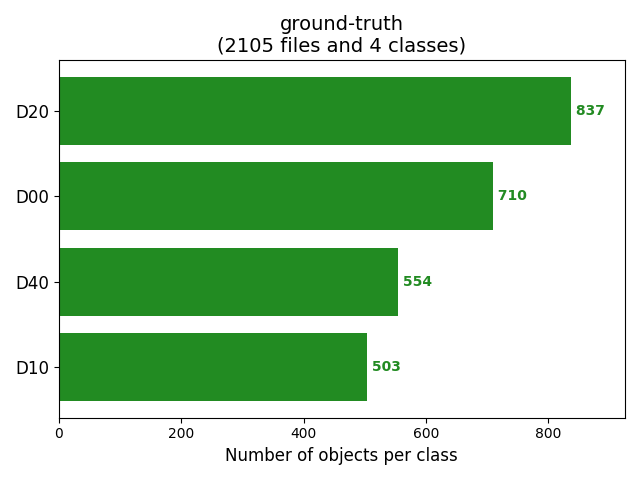 ground-truth
(2105 files and 4 classes)
D20
837
D00
710
D40
554
D10
503
0 200 400 600 800
Number of objects per class